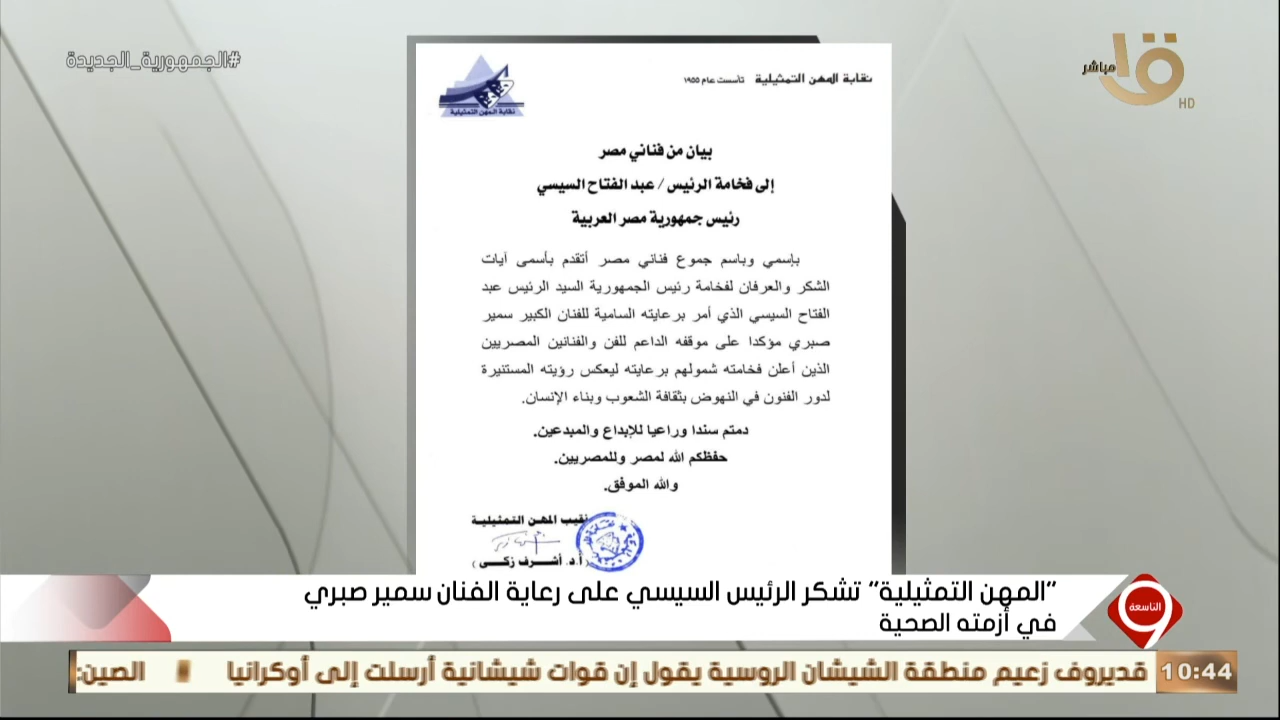 #الجمهورية_الجديدة
مباشر
HD
نقابة المهن التمثيلية تأسست عام ١٩٥٥
نقابة المهن التمثيلية
بيان من فناني مصر
إلى فخامة الرئيس / عبد الفتاح السيسي
رئيس جمهورية مصر العربية
بإسمي وباسم جموع فناني مصر أتقدم بأسمى آيات
الشكر والعرفان لفخامة رئيس الجمهورية السيد الرئيس عبد
الفتاح السيسي الذي أمر برعايته السامية للفنان الكبير سمير
صبري مؤكدا على موقفه الداعم للفن والفنانين المصريين
الذين أعلن فخامته شمولهم برعايته ليعكس رؤيته المستنيرة
لدور الفنون في النهوض بثقافة الشعوب وبناء الإنسان.
دمتم سندا وراعيا للإبداع والمبدعين.
حفظكم الله لمصر وللمصريين.
والله الموفق.
نقيب المهن التمثيلية
(أ.د. أشرف زكى)
"المهن التمثيلية" تشكر الرئيس السيسي على رعاية الفنان سمير صبري
في أزمته الصحية
التاسعة
9
10:44 قديروف زعيم منطقة الشيشان الروسية يقول إن قوات شيشانية أرسلت إلى أوكرانيا الصين: